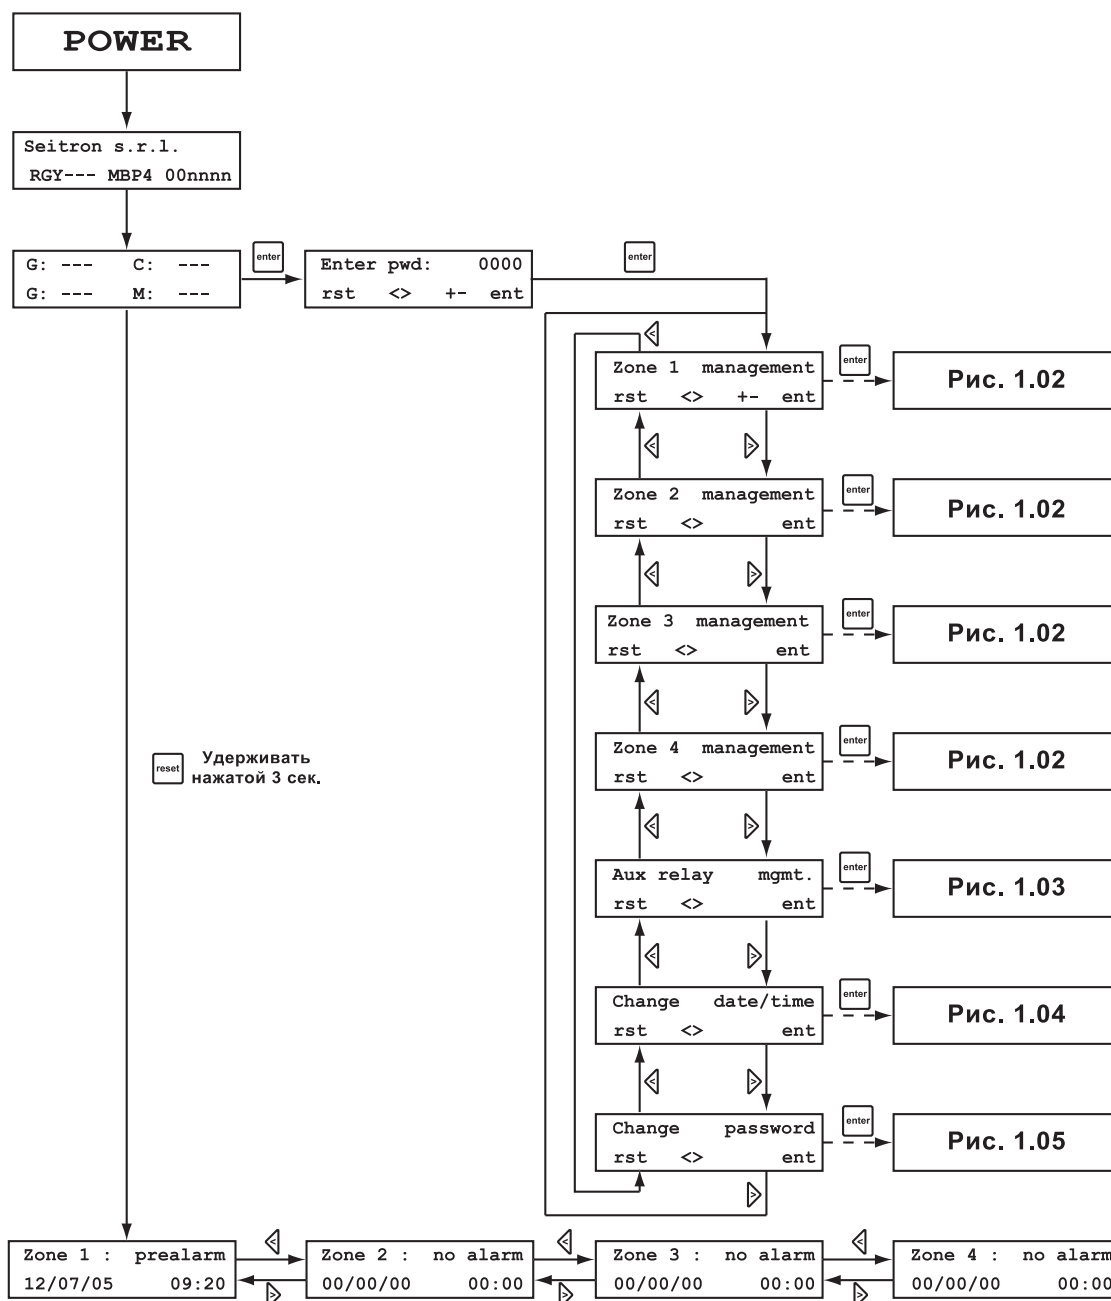 POWER
Seitron s.r.l.
RGY--- MBP4 00nnnn
G: --- C: ---
G: --- M: ---
enter
Enter pwd: 0000
rst <> +- ent
enter
<
Zone 1 management
rst <> +- ent
enter
Рис. 1.02
< >
Zone 2 management
rst <> ent
enter
Рис. 1.02
< >
Zone 3 management
rst <> ent
enter
Рис. 1.02
< >
Zone 4 management
rst <> ent
enter
Рис. 1.02
reset
Удерживать
нажатой 3 сек.
< >
Aux relay mgmt.
rst <> ent
enter
Рис. 1.03
< >
Change date/time
rst <> ent
enter
Рис. 1.04
< >
Change password
rst <> ent
enter
Рис. 1.05
>
Zone 1 : prealarm
12/07/05 09:20
<
>
Zone 2 : no alarm
00/00/00 00:00
<
>
Zone 3 : no alarm
00/00/00 00:00
<
>
Zone 4 : no alarm
00/00/00 00:00